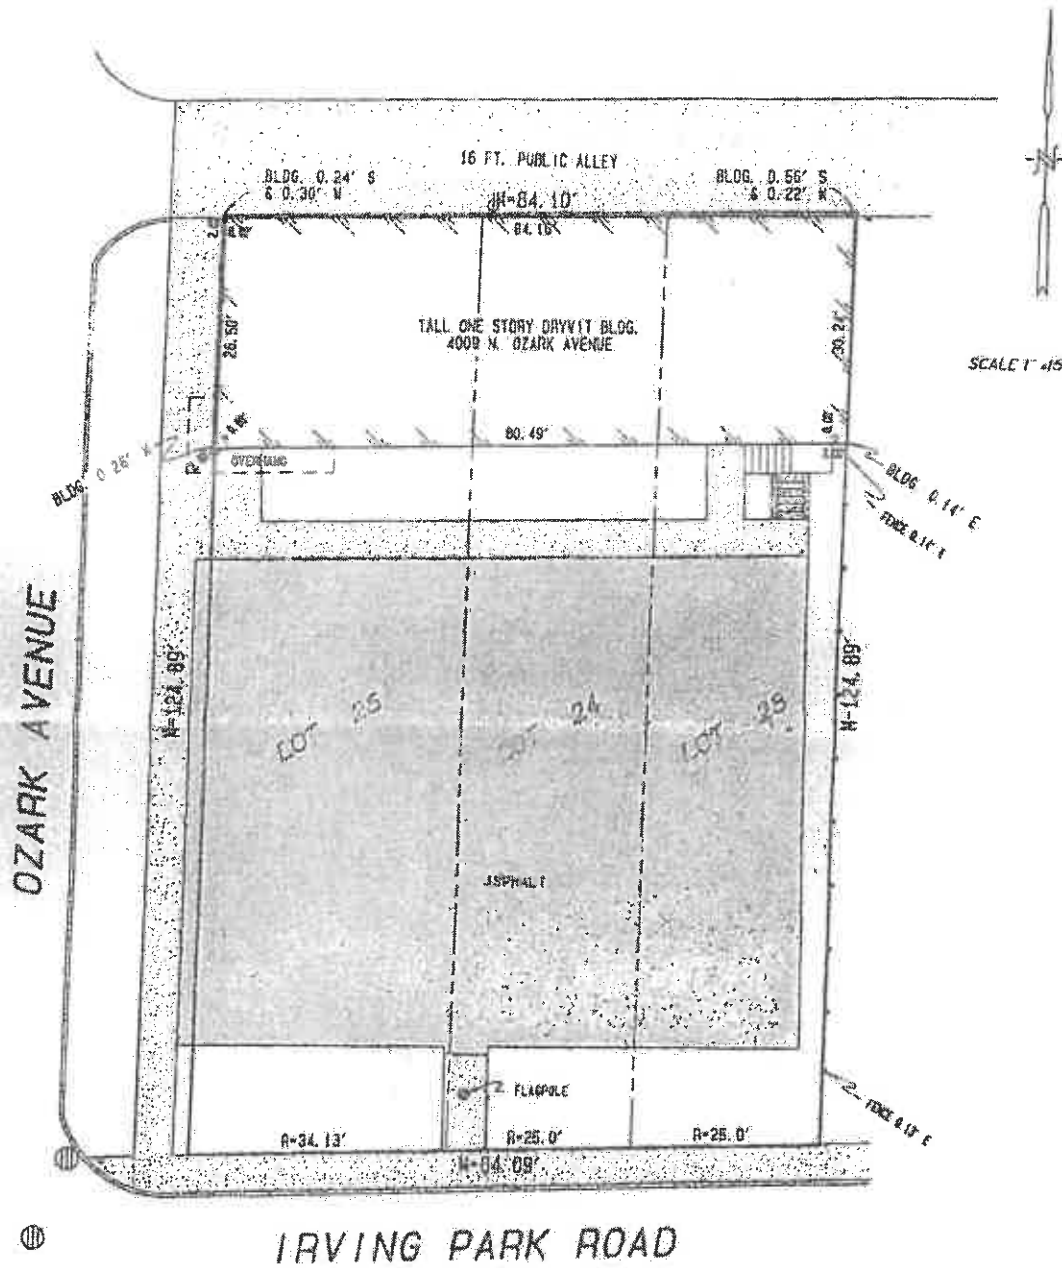 16 FT. PUBLIC ALLEY
BLDG. 0.24' S
& 0.30' W
BLDG. 0.56' S
& 0.22' W
M=84.10'
84.16'
26.50'
30.24'
TALL ONE STORY DRYVIT BLDG.
4009 N. OZARK AVENUE
SCALE 1"
80.49'
OVERHANG
BLDG 0.26' W
BLDG 0.14' E
FENCE 0.14' E
OZARK AVENUE
M=124.89'
M=124.89'
LOT 25
LOT 24
LOT 23
ASPHALT
FLAGPOLE
FENCE 0.13' E
R=34.13'
R=25.0'
R=25.0'
M=84.09'
IRVING PARK ROAD